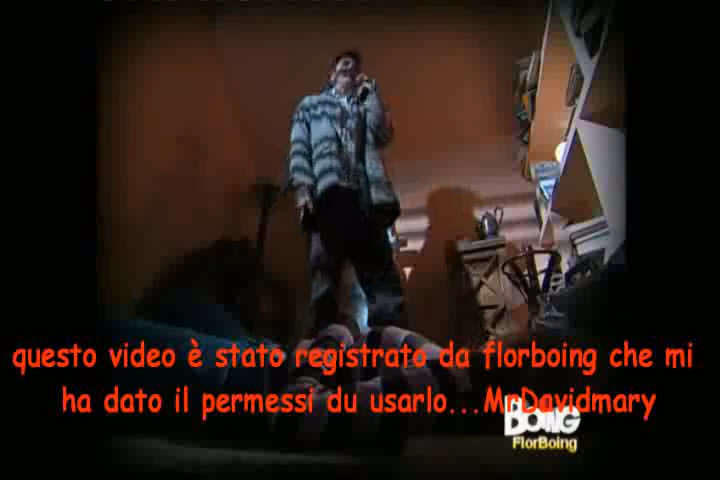 questo video è stato registrato da florboing che mi
ha dato il permessi du usarlo...MrDavidmary
BOING
FlorBoing